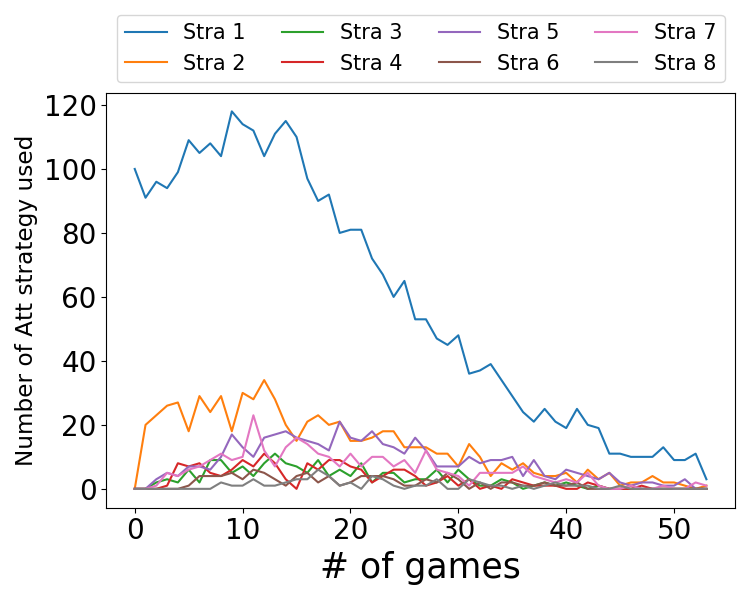 Stra 1 Stra 3 Stra 5 Stra 7
Stra 2 Stra 4 Stra 6 Stra 8
120
100
80
60
40
20
0
Number of Att strategy used
0 10 20 30 40 50
# of games